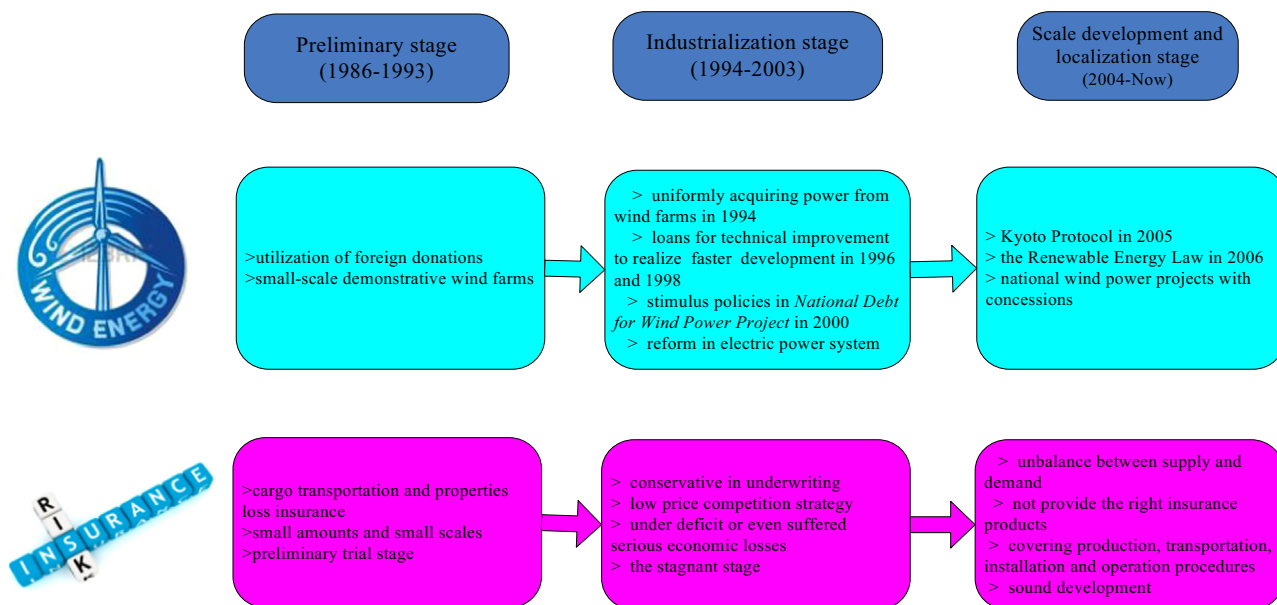 Preliminary stage
(1986-1993)
Industrialization stage
(1994-2003)
Scale development and
localization stage
(2004-Now)
WIND ENERGY
>utilization of foreign donations
>small-scale demonstrative wind farms
> uniformly acquiring power from
wind farms in 1994
> loans for technical improvement
to realize faster development in 1996
and 1998
> stimulus policies in National Debt
for Wind Power Project in 2000
> reform in electric power system
> Kyoto Protocol in 2005
> the Renewable Energy Law in 2006
> national wind power projects with
concessions
RISK
INSURANCE
>cargo transportation and properties
loss insurance
>small amounts and small scales
>preliminary trial stage
> conservative in underwriting
> low price competition strategy
> under deficit or even suffered
serious economic losses
> the stagnant stage
> unbalance between supply and
demand
> not provide the right insurance
products
> covering production, transportation,
installation and operation procedures
> sound development